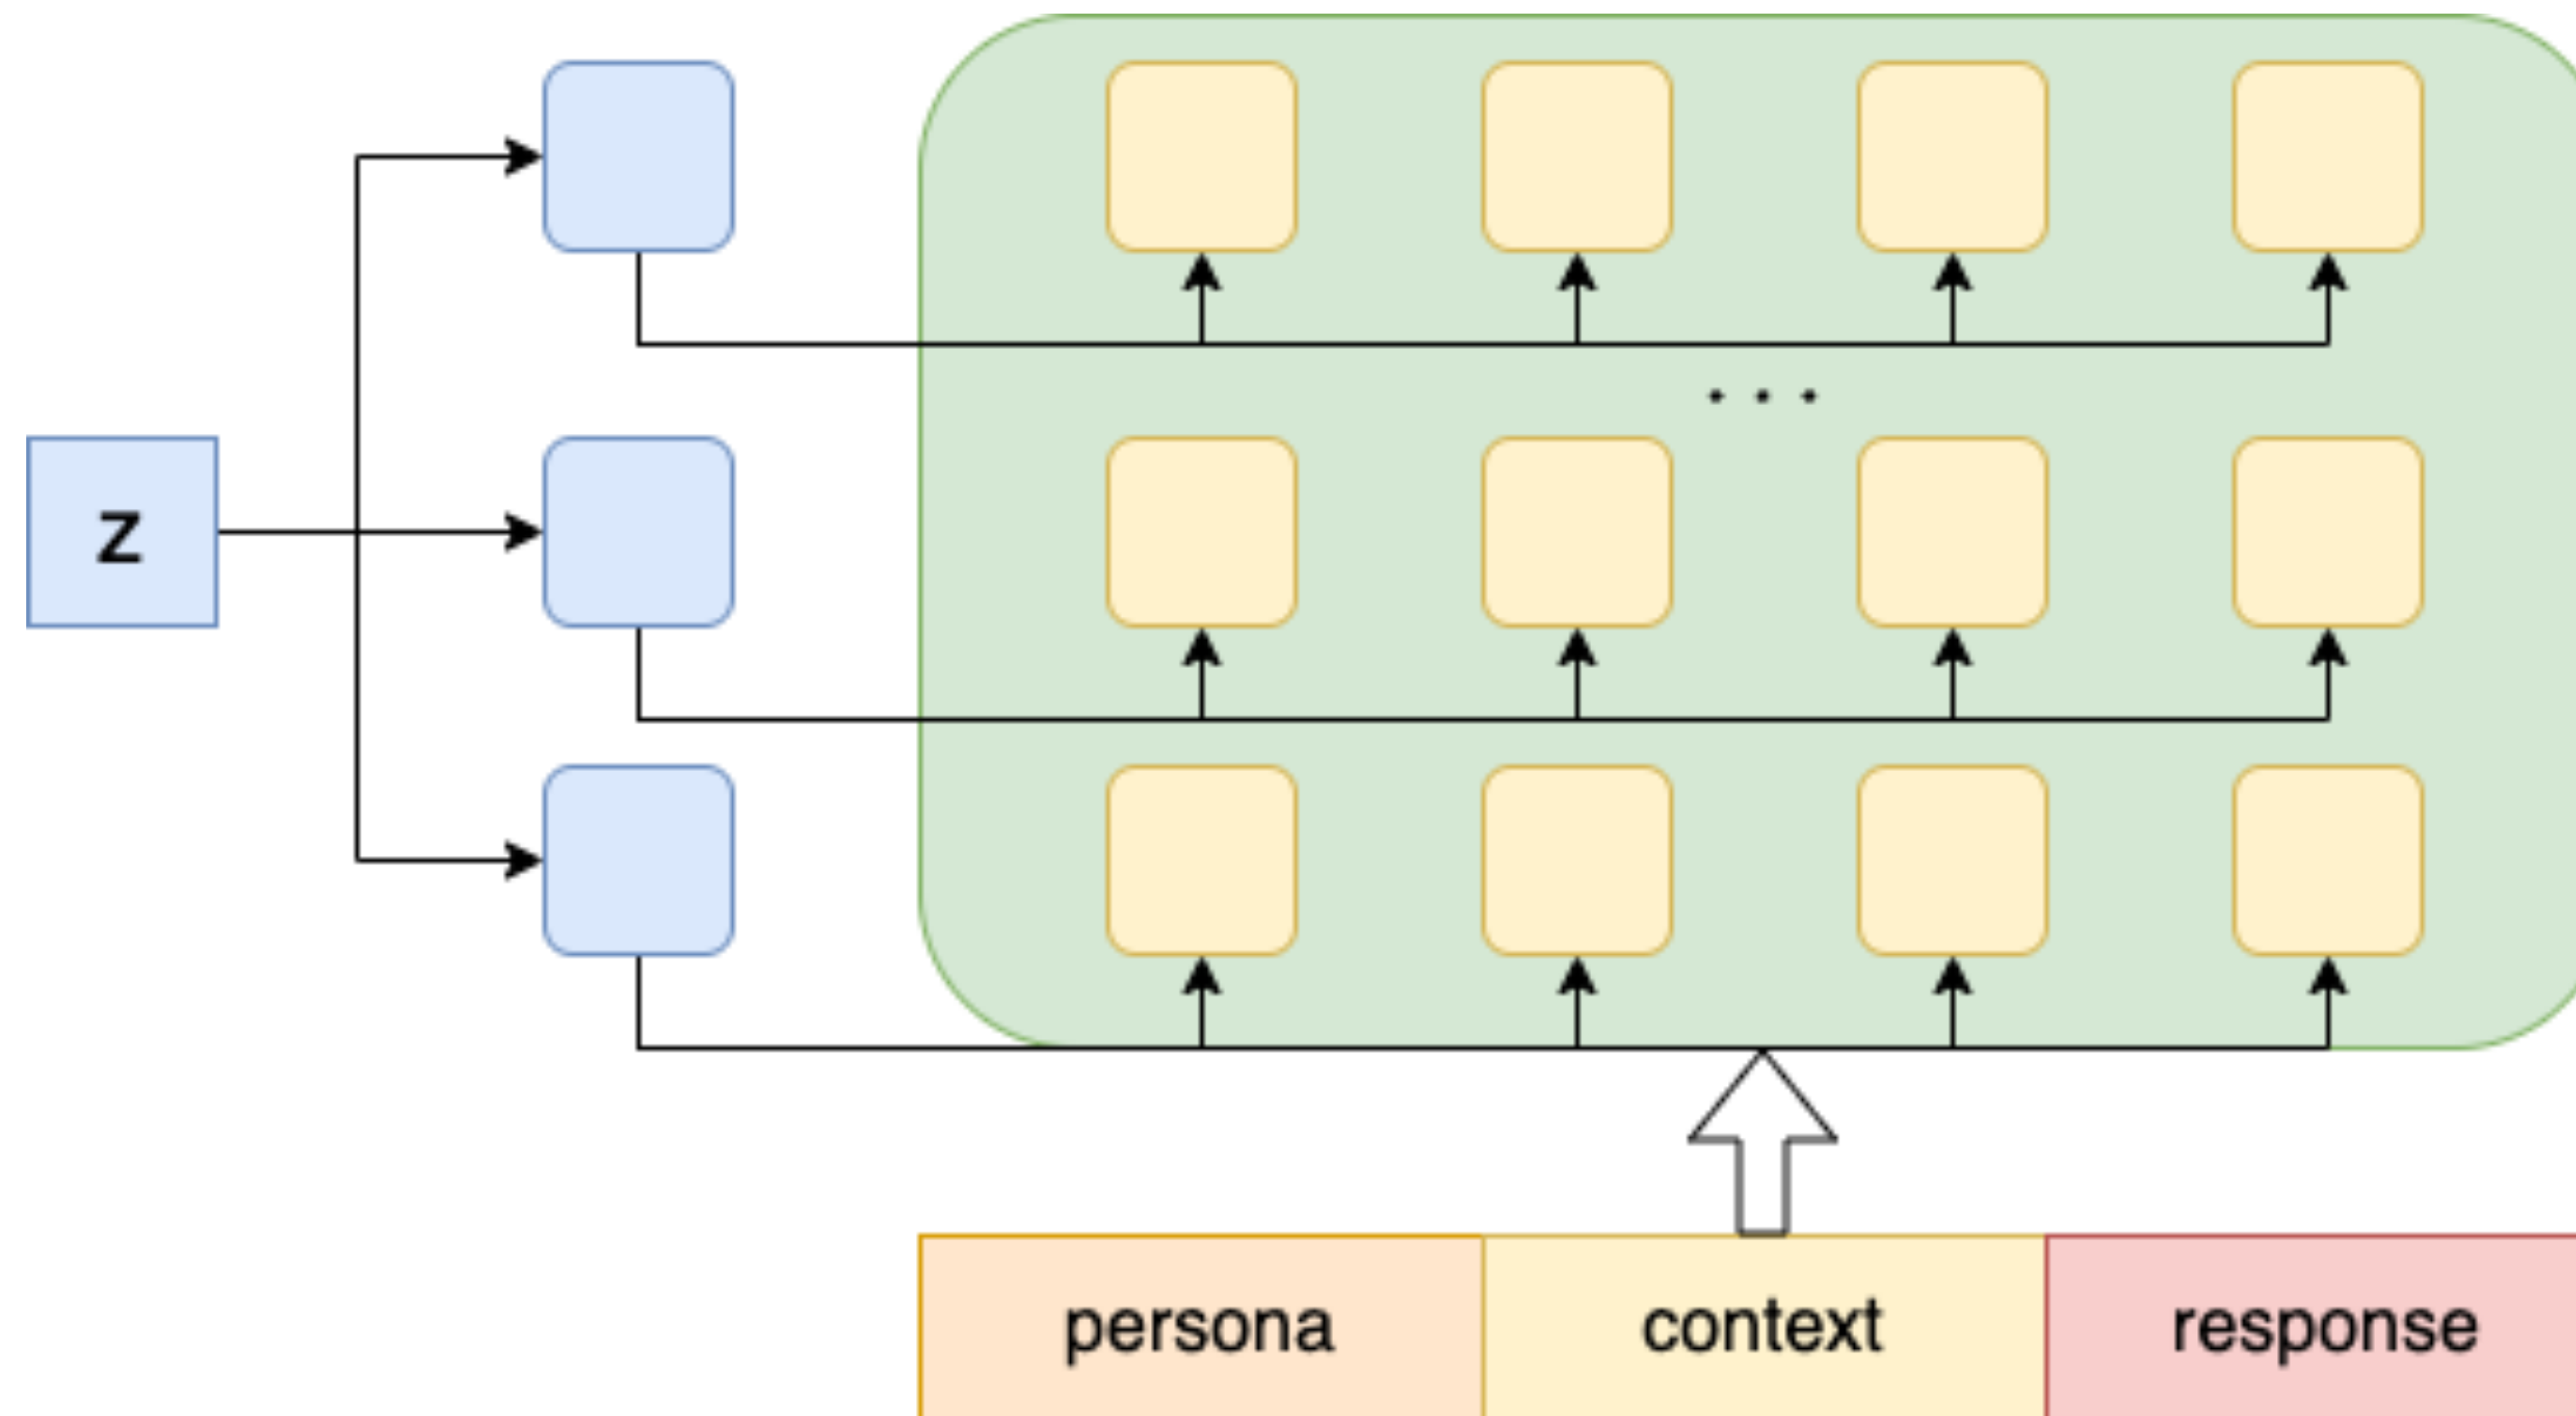 z
...
persona
context
response